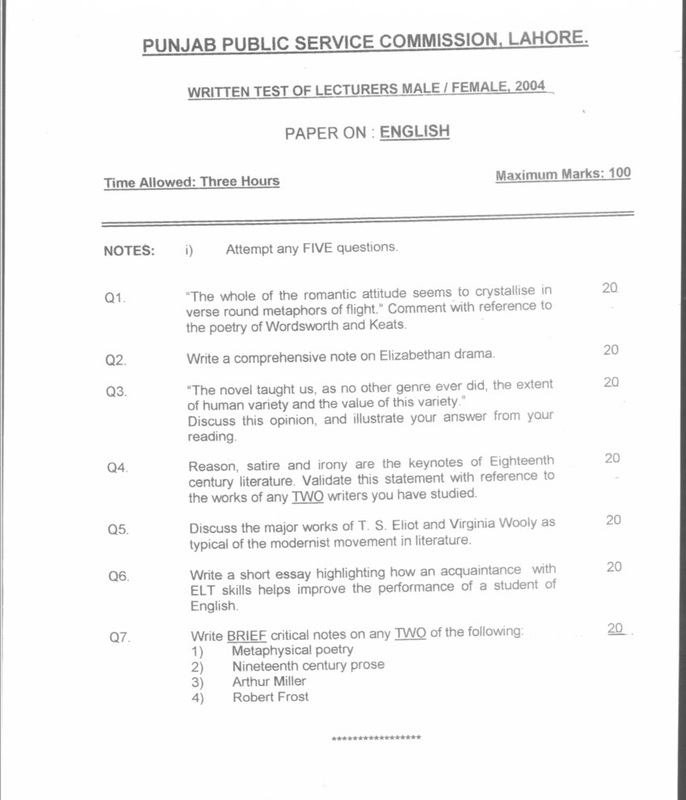 PUNJAB PUBLIC SERVICE COMMISSION, LAHORE.
WRITTEN TEST OF LECTURERS MALE / FEMALE, 2004
PAPER ON : ENGLISH
Time Allowed: Three Hours Maximum Marks: 100
NOTES: i) Attempt any FIVE questions.
Q1. "The whole of the romantic attitude seems to crystallise in 20
verse round metaphors of flight." Comment with reference to
the poetry of Wordsworth and Keats.
Q2. Write a comprehensive note on Elizabethan drama. 20
Q3. "The novel taught us, as no other genre ever did, the extent 20
of human variety and the value of this variety."
Discuss this opinion, and illustrate your answer from your
reading.
Q4. Reason, satire and irony are the keynotes of Eighteenth 20
century literature. Validate this statement with reference to
the works of any TWO writers you have studied.
Q5. Discuss the major works of T. S. Eliot and Virginia Wooly as 20
typical of the modernist movement in literature.
Q6. Write a short essay highlighting how an acquaintance with 20
ELT skills helps improve the performance of a student of
English.
Q7. Write BRIEF critical notes on any TWO of the following: 20
1) Metaphysical poetry
2) Nineteenth century prose
3) Arthur Miller
4) Robert Frost
*****************